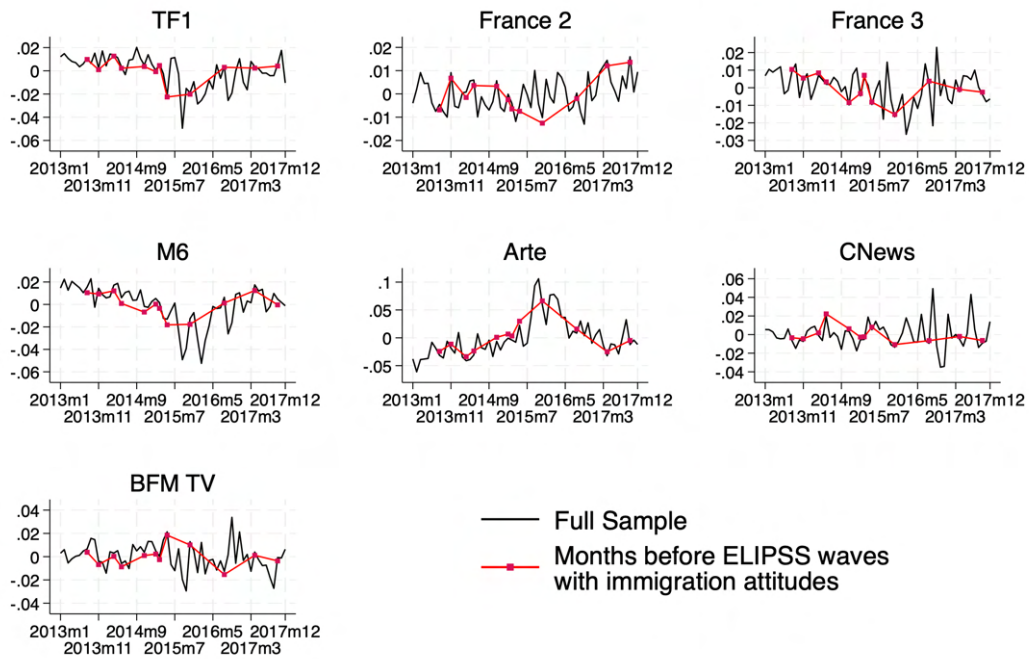 TF1
.02
0
-.02
-.04
-.06
2013m1 2014m9 2016m5 2017m12
2013m11 2015m7 2017m3
France 2
.02
.01
0
-.01
-.02
2013m1 2014m9 2016m5 2017m12
2013m11 2015m7 2017m3
France 3
.02
.01
0
-.01
-.02
-.03
2013m1 2014m9 2016m5 2017m12
2013m11 2015m7 2017m3
M6
.02
0
-.02
-.04
-.06
2013m1 2014m9 2016m5 2017m12
2013m11 2015m7 2017m3
Arte
.1
.05
0
-.05
2013m1 2014m9 2016m5 2017m12
2013m11 2015m7 2017m3
CNews
.06
.04
.02
0
-.02
-.04
2013m1 2014m9 2016m5 2017m12
2013m11 2015m7 2017m3
BFM TV
.04
.02
0
-.02
-.04
2013m1 2014m9 2016m5 2017m12
2013m11 2015m7 2017m3
Full Sample
Months before ELIPSS waves
with immigration attitudes